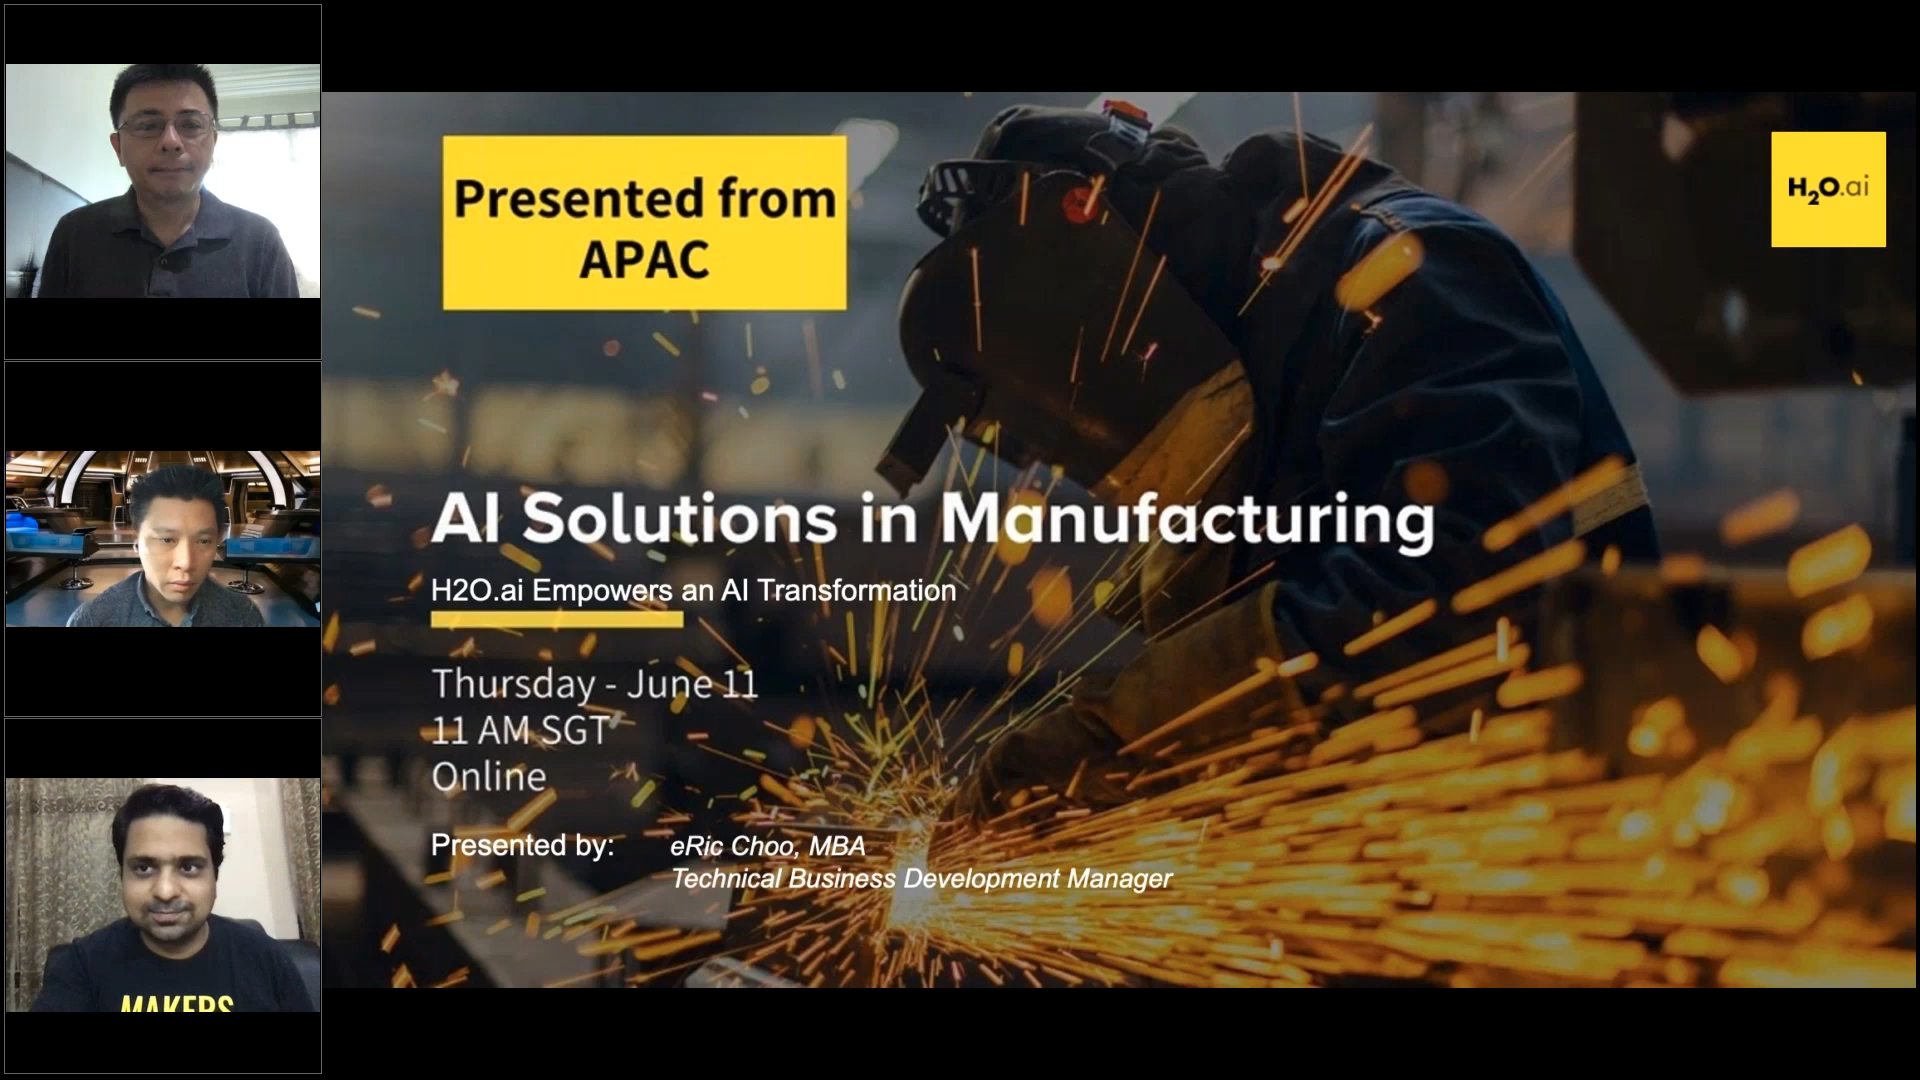 Presented from
APAC
H2O.ai
AI Solutions in Manufacturing
H2O.ai Empowers an AI Transformation
Thursday - June 11
11 AM SGT
Online
Presented by: eRic Choo, MBA
Technical Business Development Manager
MAKERS